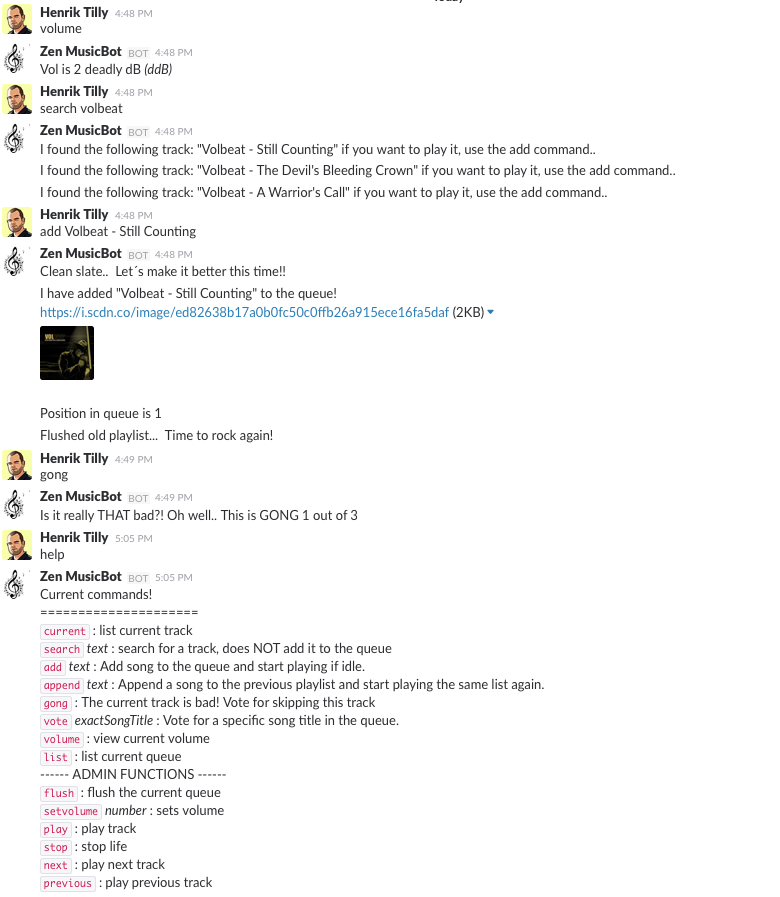 Henrik Tilly 4:48 PM
volume
Zen MusicBot BOT 4:48 PM
Vol is 2 deadly dB (ddB)
Henrik Tilly 4:48 PM
search volbeat
Zen MusicBot BOT 4:48 PM
I found the following track: "Volbeat - Still Counting" if you want to play it, use the add command..
I found the following track: "Volbeat - The Devil's Bleeding Crown" if you want to play it, use the add command..
I found the following track: "Volbeat - A Warrior's Call" if you want to play it, use the add command..
Henrik Tilly 4:48 PM
add Volbeat - Still Counting
Zen MusicBot BOT 4:48 PM
Clean slate..  Let´s make it better this time!!
I have added "Volbeat - Still Counting" to the queue!
https://i.scdn.co/image/ed82638b17a0b0fc50c0ffb26a915ece16fa5daf (2KB)
VOL
Position in queue is 1
Flushed old playlist...  Time to rock again!
Henrik Tilly 4:49 PM
gong
Zen MusicBot BOT 4:49 PM
Is it really THAT bad?! Oh well.. This is GONG 1 out of 3
Henrik Tilly 5:05 PM
help
Zen MusicBot BOT 5:05 PM
Current commands!
=====================
current : list current track
search text : search for a track, does NOT add it to the queue
add text : Add song to the queue and start playing if idle.
append text : Append a song to the previous playlist and start playing the same list again.
gong : The current track is bad! Vote for skipping this track
vote exactSongTitle : Vote for a specific song title in the queue.
volume : view current volume
list : list current queue
------ ADMIN FUNCTIONS ------
flush : flush the current queue
setvolume number : sets volume
play : play track
stop : stop life
next : play next track
previous : play previous track